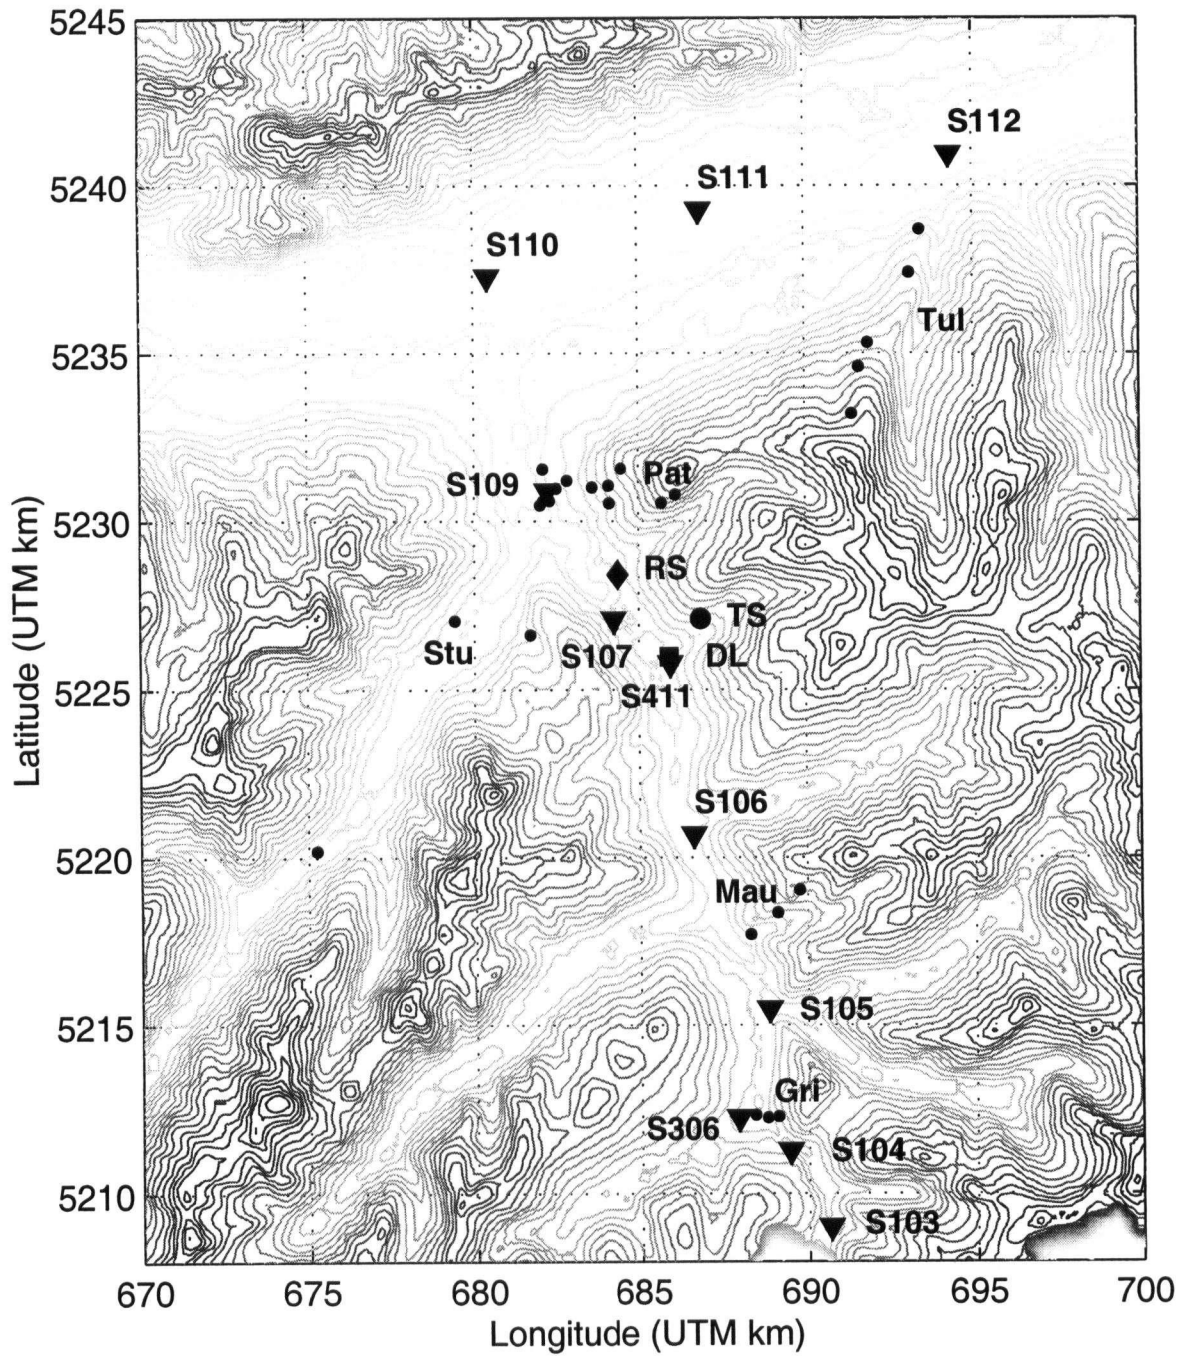 5245
S112
S111
5240
S110
Tul
5235
Pat
S109
5230
RS
TS
Stu
S107
DL
S411
5225
S106
5220
Mau
S105
5215
Gri
S306
S104
5210
S103
670
675
680
685
690
695
700
Longitude (UTM km)
Latitude (UTM km)